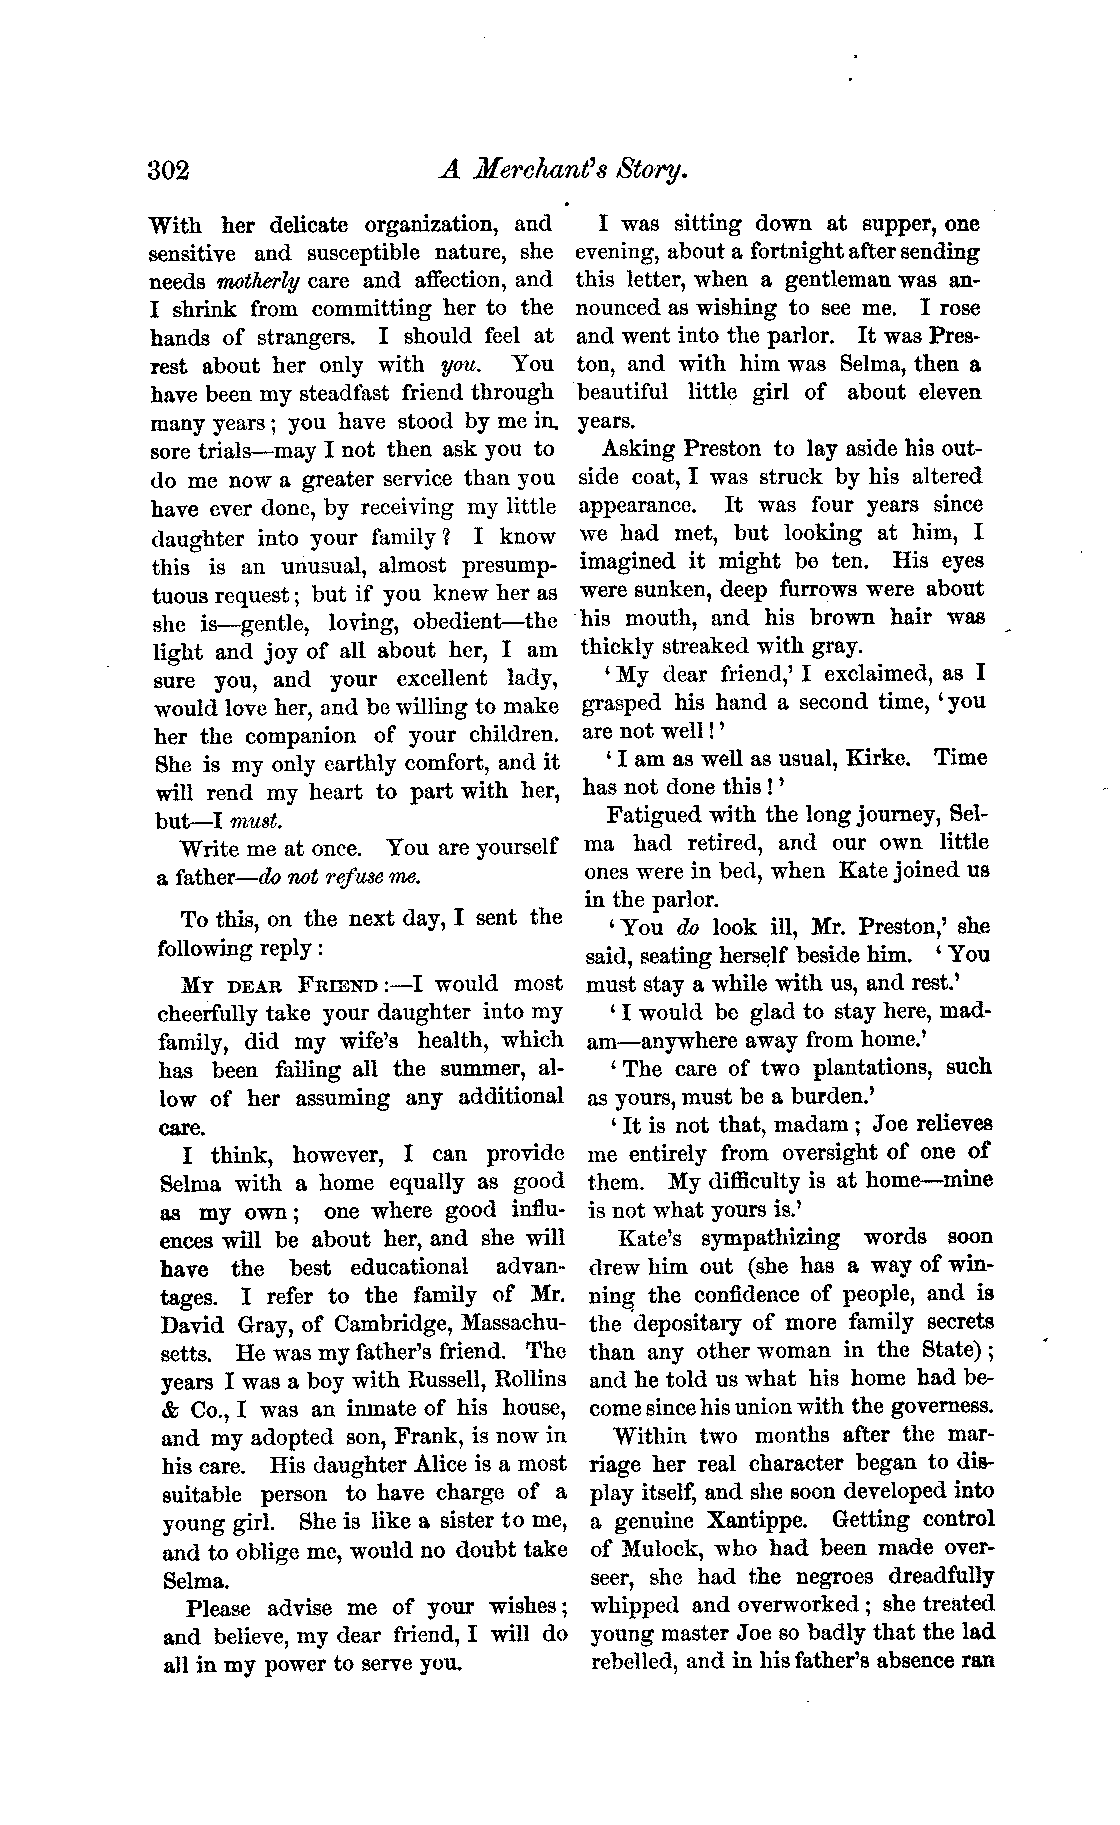 302 A Merchant's Story.
With her delicate organization, and
sensitive and susceptible nature, she
needs motherly care and affection, and
I shrink from committing her to the
hands of strangers. I should feel at
rest about her only with you. You
have been my steadfast friend through
many years; you have stood by me in
sore trials—may I not then ask you to
do me now a greater service than you
have ever done, by receiving my little
daughter into your family? I know
this is an unusual, almost presump-
tuous request; but if you knew her as
she is—gentle, loving, obedient—the
light and joy of all about her, I am
sure you, and your excellent lady,
would love her, and be willing to make
her the companion of your children.
She is my only earthly comfort, and it
will rend my heart to part with her,
but—I must.
Write me at once. You are yourself
a father—do not refuse me.
To this, on the next day, I sent the
following reply:
MY DEAR FRIEND:—I would most
cheerfully take your daughter into my
family, did my wife's health, which
has been failing all the summer, al-
low of her assuming any additional
care.
I think, however, I can provide
Selma with a home equally as good
as my own; one where good influ-
ences will be about her, and she will
have the best educational advan-
tages. I refer to the family of Mr.
David Gray, of Cambridge, Massachu-
setts. He was my father's friend. The
years I was a boy with Russell, Rollins
& Co., I was an inmate of his house,
and my adopted son, Frank, is now in
his care. His daughter Alice is a most
suitable person to have charge of a
young girl. She is like a sister to me,
and to oblige me, would no doubt take
Selma.
Please advise me of your wishes;
and believe, my dear friend, I will do
all in my power to serve you.
I was sitting down at supper, one
evening, about a fortnight after sending
this letter, when a gentleman was an-
nounced as wishing to see me. I rose
and went into the parlor. It was Pres-
ton, and with him was Selma, then a
beautiful little girl of about eleven
years.
Asking Preston to lay aside his out-
side coat, I was struck by his altered
appearance. It was four years since
we had met, but looking at him, I
imagined it might be ten. His eyes
were sunken, deep furrows were about
his mouth, and his brown hair was
thickly streaked with gray.
'My dear friend,' I exclaimed, as I
grasped his hand a second time, 'you
are not well!'
'I am as well as usual, Kirke. Time
has not done this!'
Fatigued with the long journey, Sel-
ma had retired, and our own little
ones were in bed, when Kate joined us
in the parlor.
'You do look ill, Mr. Preston,' she
said, seating herself beside him. 'You
must stay a while with us, and rest.'
'I would be glad to stay here, mad-
am—anywhere away from home.'
'The care of two plantations, such
as yours, must be a burden.'
'It is not that, madam; Joe relieves
me entirely from oversight of one of
them. My difficulty is at home—mine
is not what yours is.'
Kate's sympathizing words soon
drew him out (she has a way of win-
ning the confidence of people, and is
the depositary of more family secrets
than any other woman in the State);
and he told us what his home had be-
come since his union with the governess.
Within two months after the mar-
riage her real character began to dis-
play itself, and she soon developed into
a genuine Xantippe. Getting control
of Mulock, who had been made over-
seer, she had the negroes dreadfully
whipped and overworked; she treated
young master Joe so badly that the lad
rebelled, and in his father's absence ran